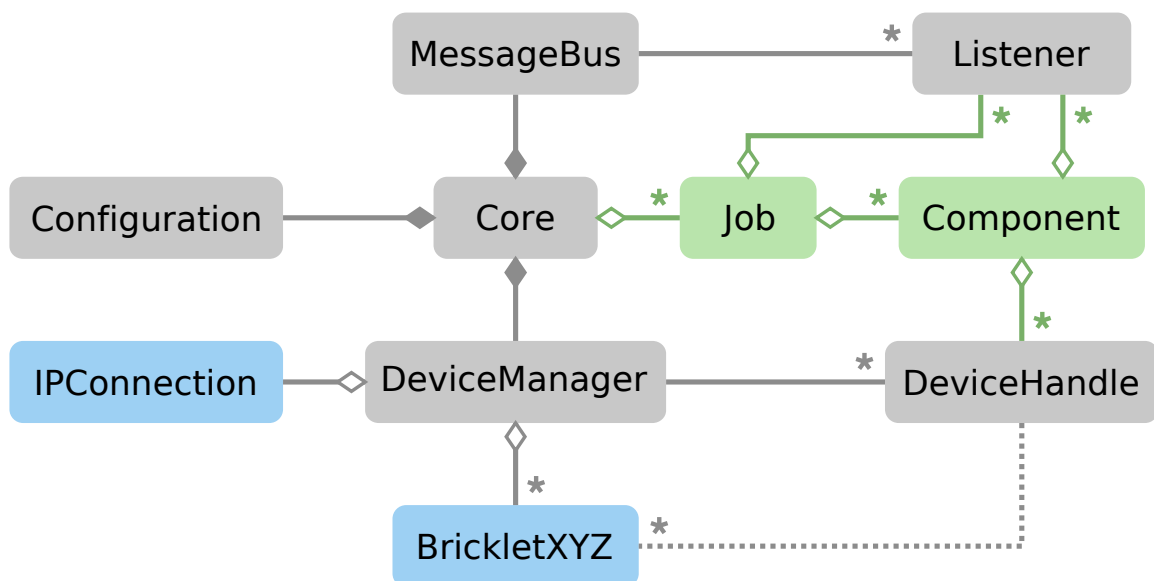 MessageBus
*
Listener
*
*
Configuration
Core
*
Job
*
Component
*
IPConnection
DeviceManager
*
DeviceHandle
*
BrickletXYZ
*